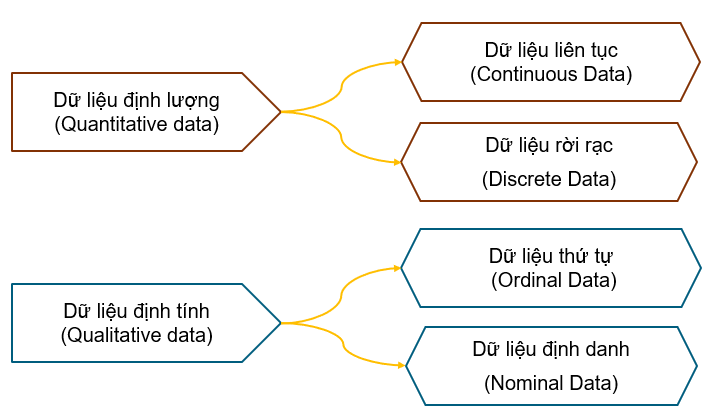 Dữ liệu định lượng
(Quantitative data)
Dữ liệu liên tục
(Continuous Data)
Dữ liệu rời rạc
(Discrete Data)
Dữ liệu định tính
(Qualitative data)
Dữ liệu thứ tự
(Ordinal Data)
Dữ liệu định danh
(Nominal Data)